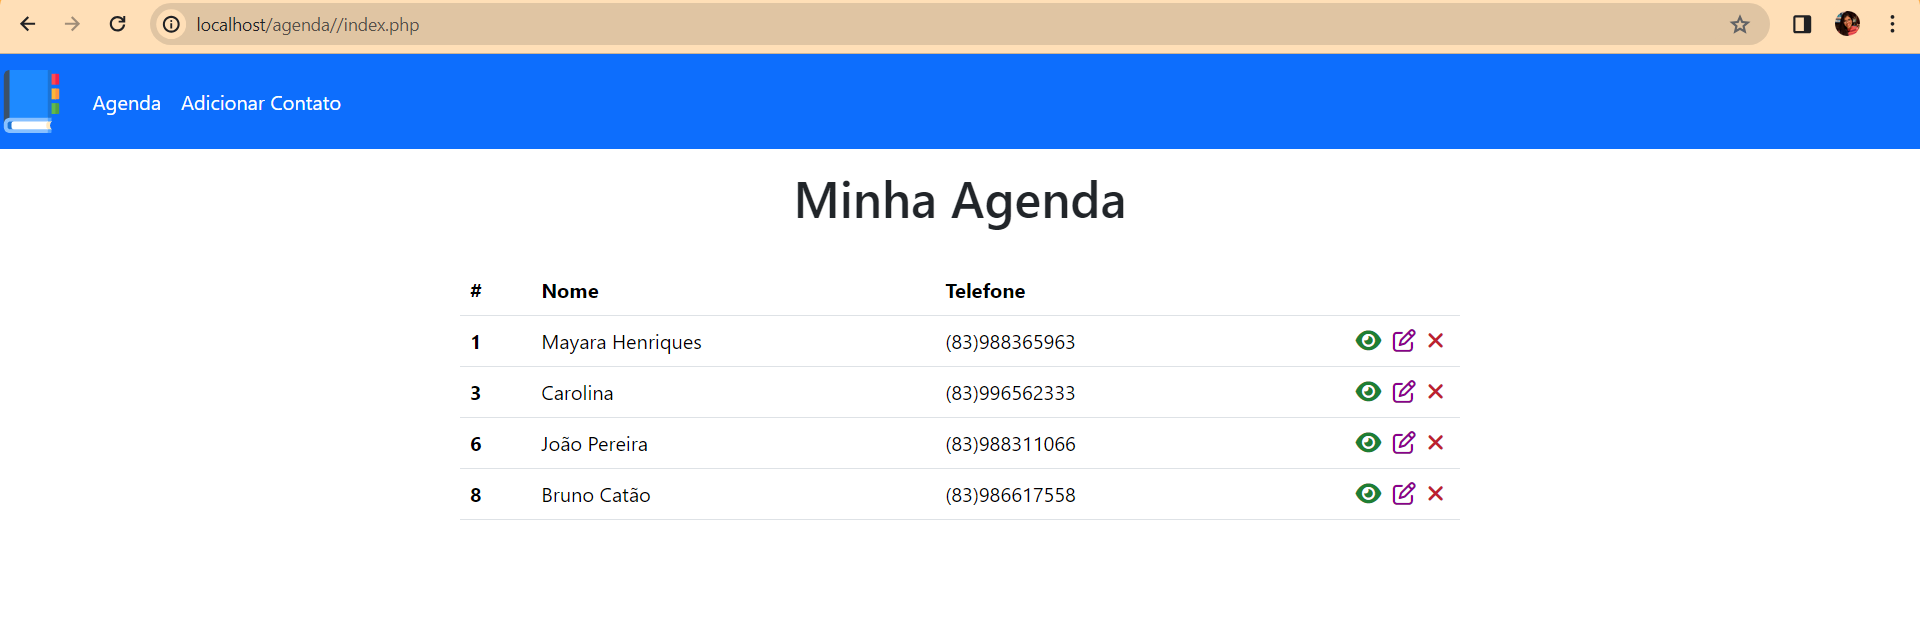 localhost/agenda//index.php
Agenda Adicionar Contato
Minha Agenda
# Nome Telefone
1 Mayara Henriques (83)988365963
3 Carolina (83)996562333
6 João Pereira (83)988311066
8 Bruno Catão (83)986617558